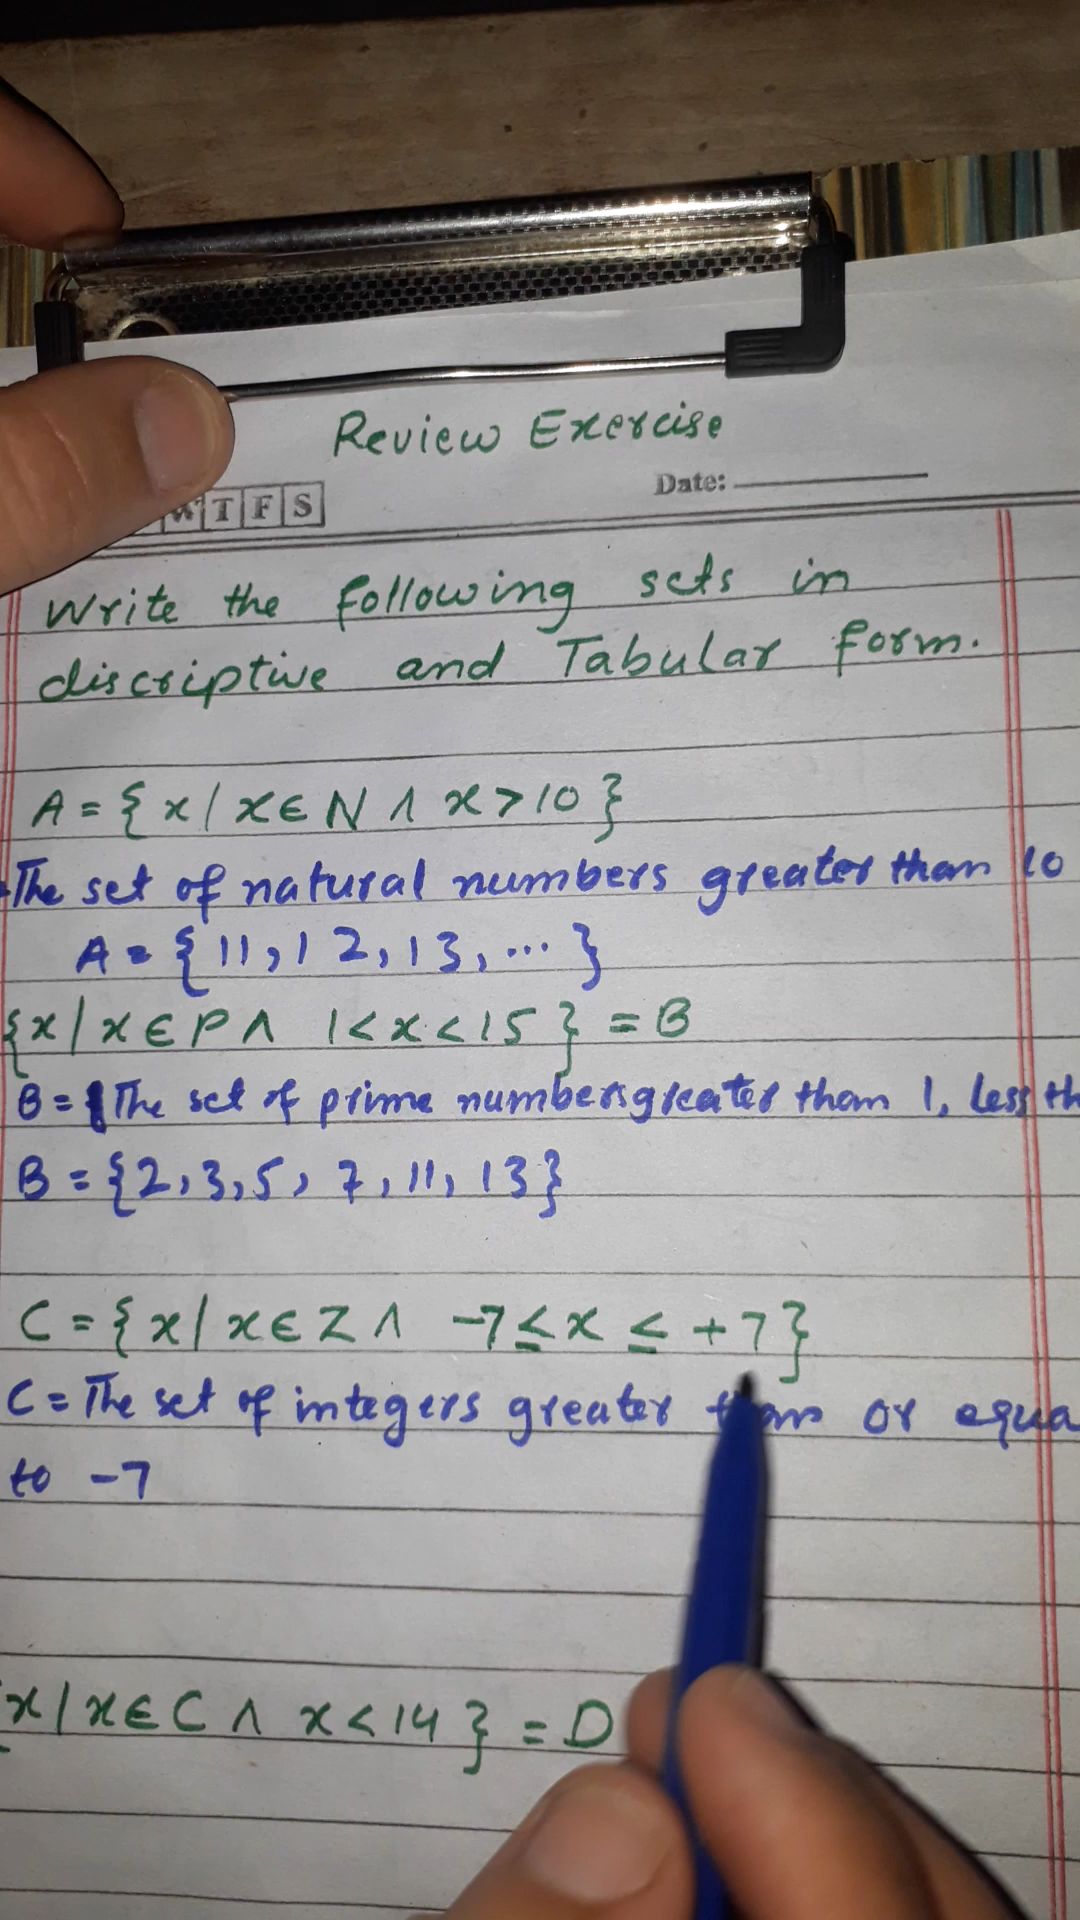 Review Exercise
Date:
W T F S
Write the following sets in
discriptive and Tabular form.
A = { x / x ∈ N ∧ x > 10 }
The set of natural numbers greater than 10
A = { 11, 12, 13, ... }
{ x / x ∈ P ∧ 1 < x < 15 } = B
B = The set of prime numbers greater than 1, less th
B = { 2, 3, 5, 7, 11, 13 }
C = { x / x ∈ Z ∧ -7 ≤ x ≤ +7 }
C = The set of integers greater than or equa
to -7
x / x ∈ C ∧ x < 14 } = D